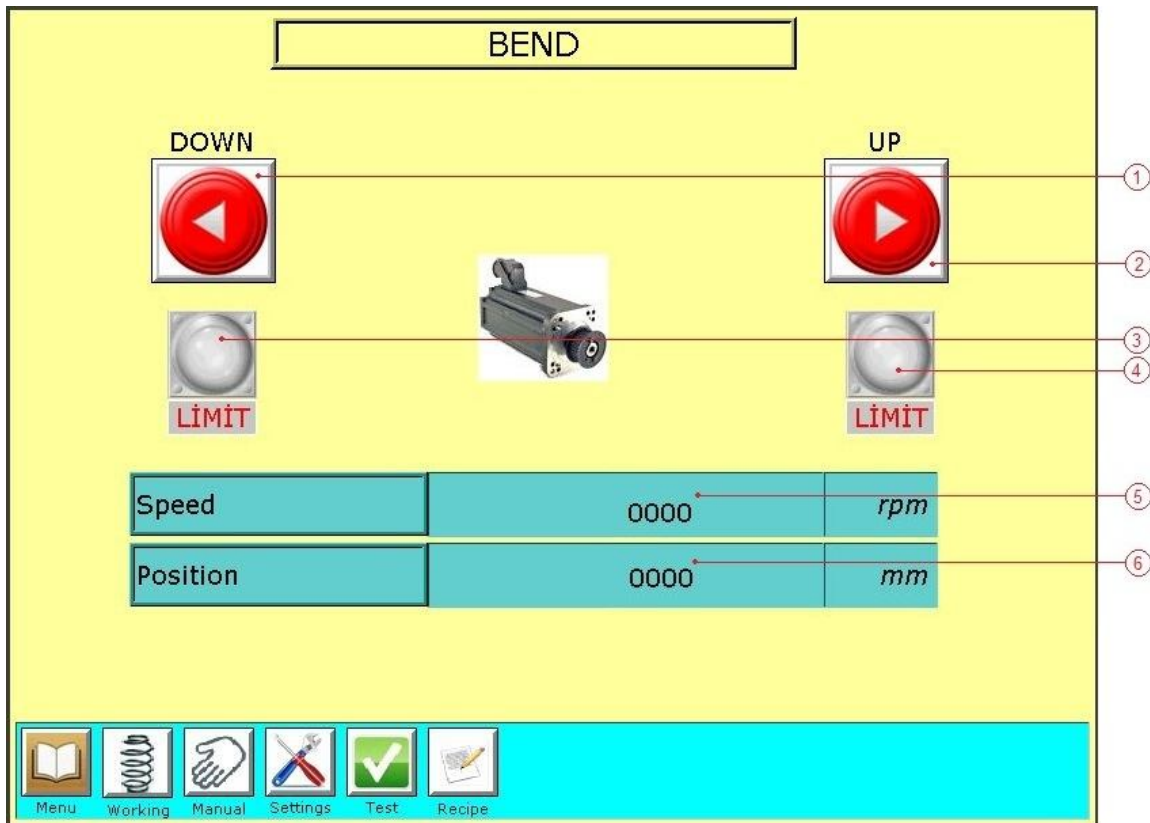 BEND
DOWN
UP
1
2
3
4
LİMİT
LİMİT
Speed 0000 rpm
5
Position 0000 mm
6
Menu Working Manual Settings Test Recipe